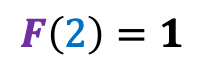 F(2) = 1